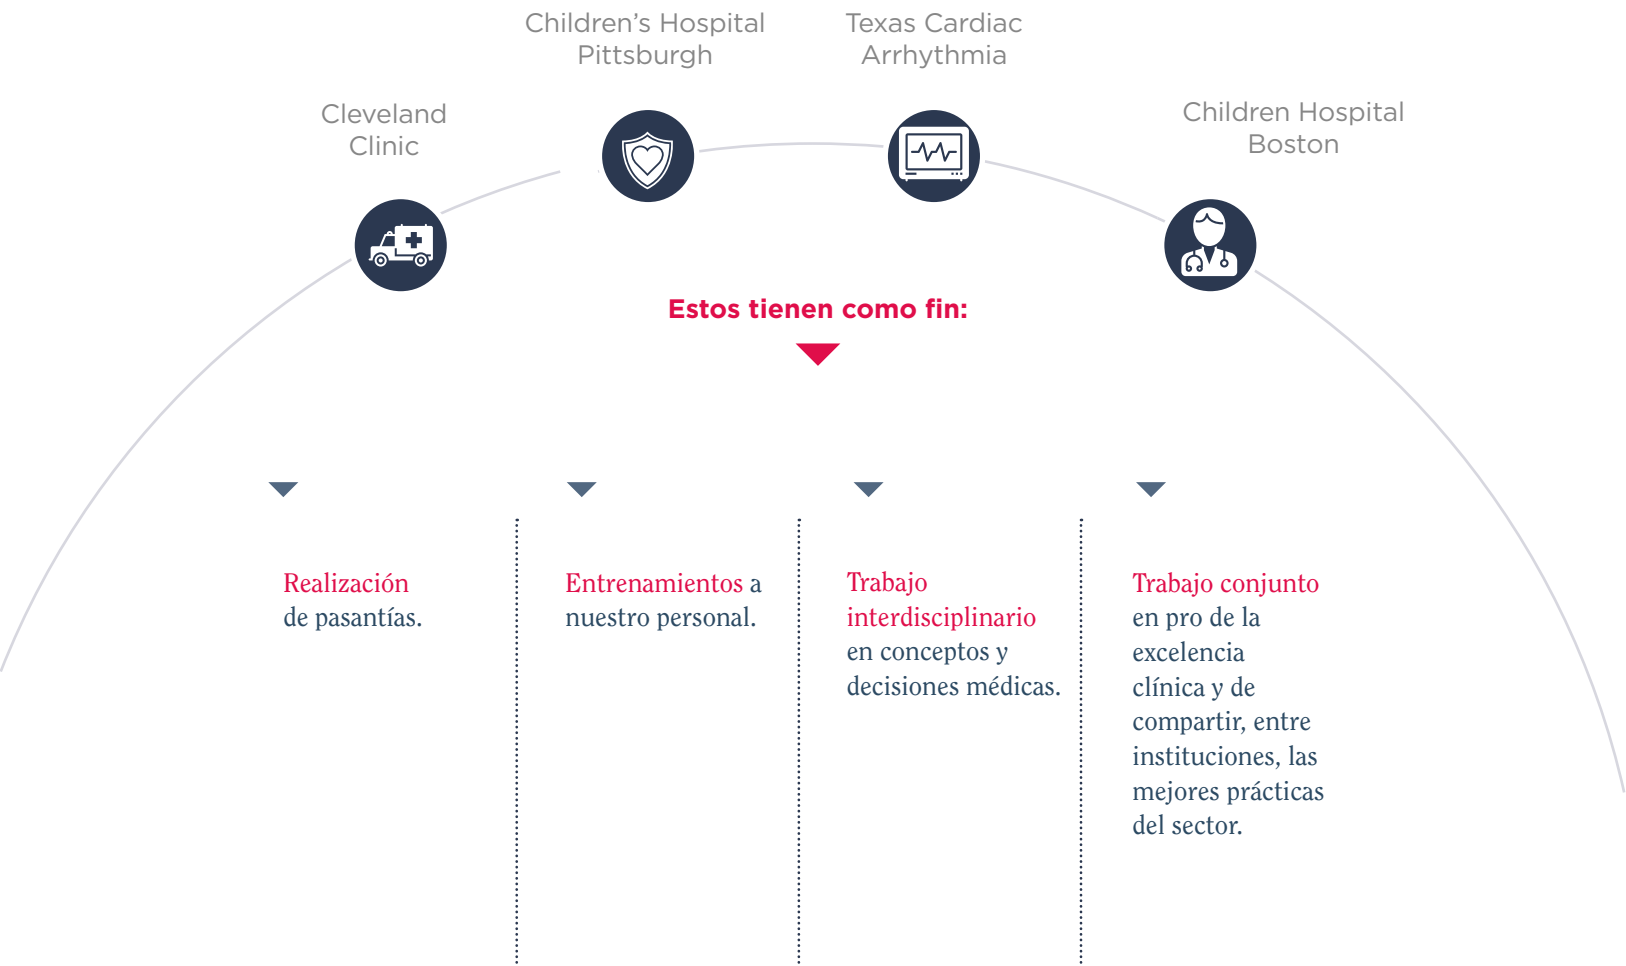 Children’s Hospital
Pittsburgh
Texas Cardiac
Arrhythmia
Cleveland
Clinic
Children Hospital
Boston
Estos tienen como fin:
Realización
de pasantías.
Entrenamientos a
nuestro personal.
Trabajo
interdisciplinario
en conceptos y
decisiones médicas.
Trabajo conjunto
en pro de la
excelencia
clínica y de
compartir, entre
instituciones, las
mejores prácticas
del sector.